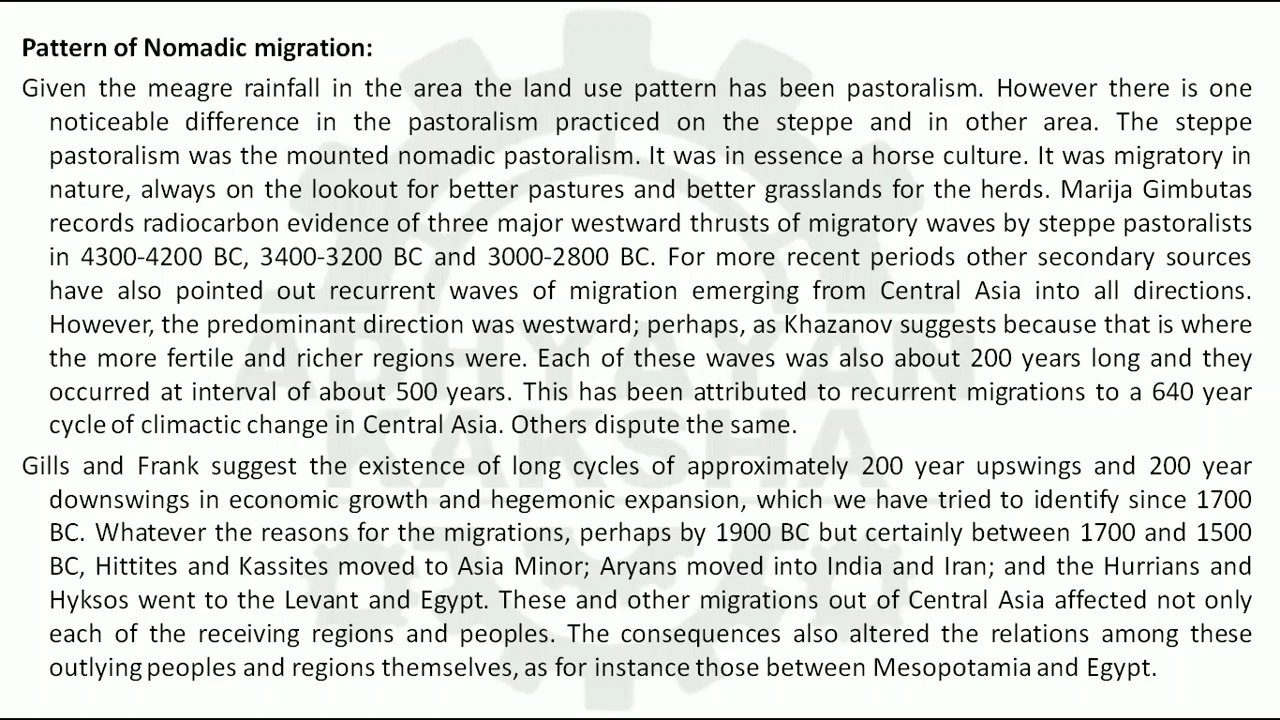 Pattern of Nomadic migration:
Given the meagre rainfall in the area the land use pattern has been pastoralism. However there is one
noticeable difference in the pastoralism practiced on the steppe and in other area. The steppe
pastoralism was the mounted nomadic pastoralism. It was in essence a horse culture. It was migratory in
nature, always on the lookout for better pastures and better grasslands for the herds. Marija Gimbutas
records radiocarbon evidence of three major westward thrusts of migratory waves by steppe pastoralists
in 4300-4200 BC, 3400-3200 BC and 3000-2800 BC. For more recent periods other secondary sources
have also pointed out recurrent waves of migration emerging from Central Asia into all directions.
However, the predominant direction was westward; perhaps, as Khazanov suggests because that is where
the more fertile and richer regions were. Each of these waves was also about 200 years long and they
occurred at interval of about 500 years. This has been attributed to recurrent migrations to a 640 year
cycle of climactic change in Central Asia. Others dispute the same.
Gills and Frank suggest the existence of long cycles of approximately 200 year upswings and 200 year
downswings in economic growth and hegemonic expansion, which we have tried to identify since 1700
BC. Whatever the reasons for the migrations, perhaps by 1900 BC but certainly between 1700 and 1500
BC, Hittites and Kassites moved to Asia Minor; Aryans moved into India and Iran; and the Hurrians and
Hyksos went to the Levant and Egypt. These and other migrations out of Central Asia affected not only
each of the receiving regions and peoples. The consequences also altered the relations among these
outlying peoples and regions themselves, as for instance those between Mesopotamia and Egypt.
ADHYAYAN
KAKSHA